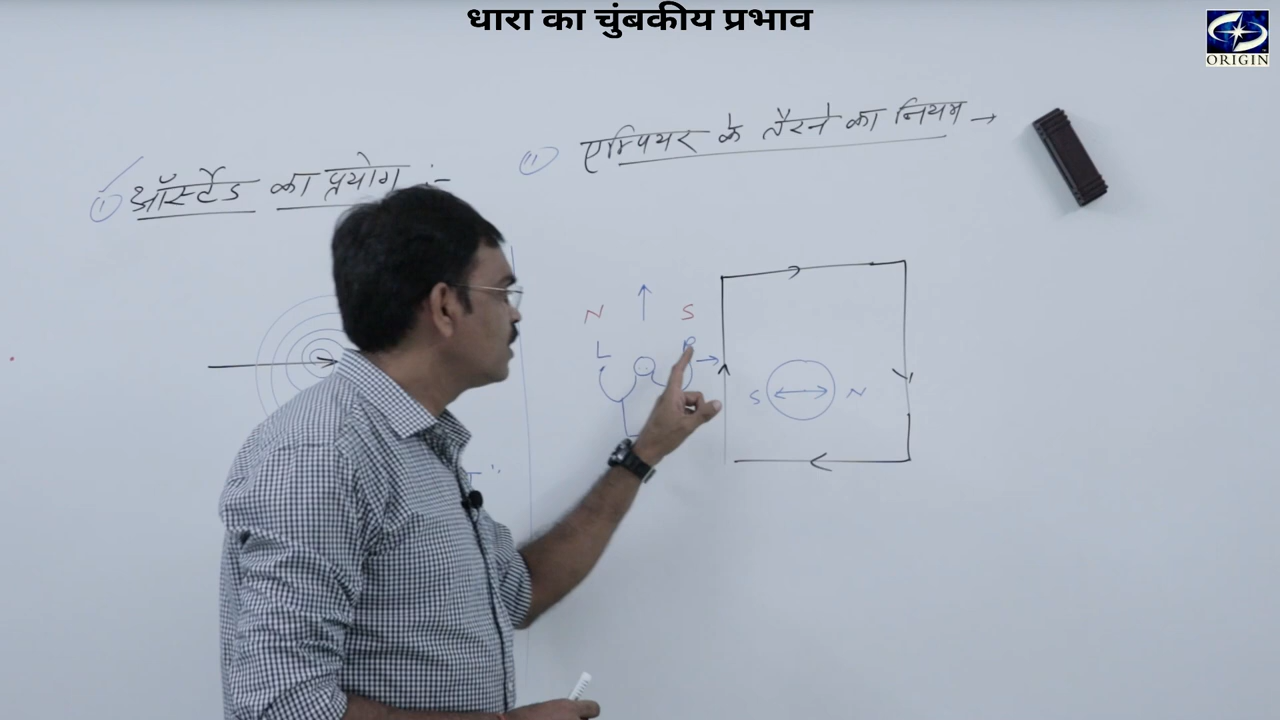 धारा का चुंबकीय प्रभाव
ORIGIN
(i) ऑर्स्टेड का प्रयोग :-
(ii) एम्पियर के तैरने का नियम →
N S
L R
S N